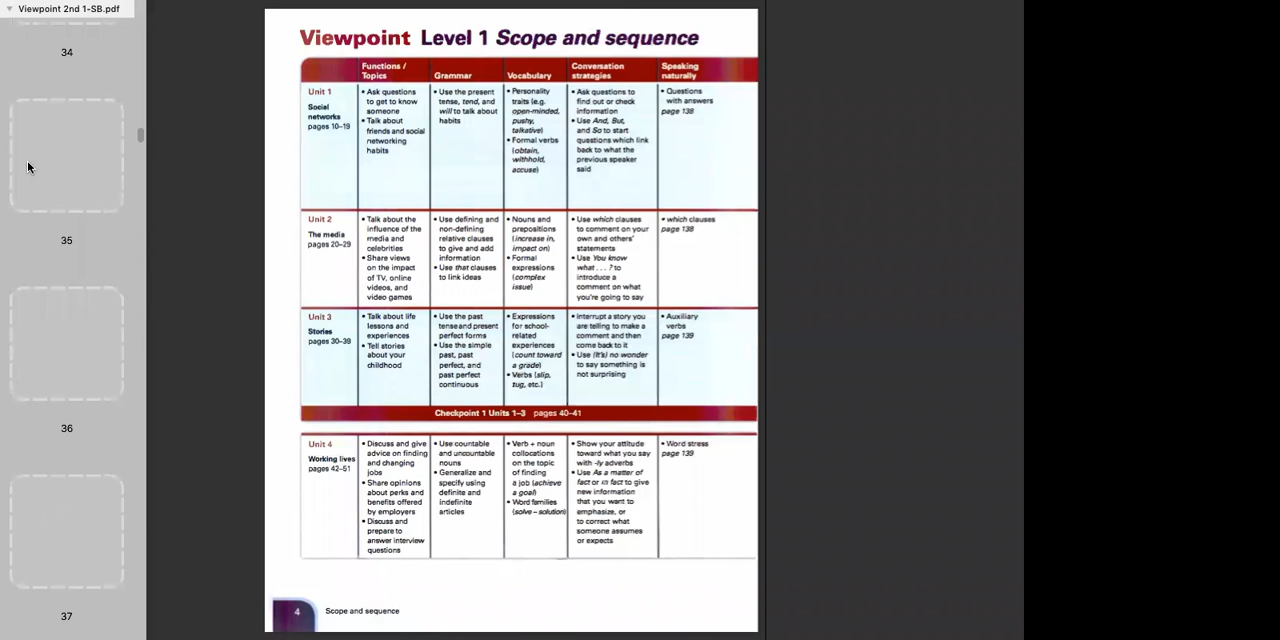 Viewpoint 2nd 1-SB.pdf
34
35
36
37
Viewpoint Level 1 Scope and sequence
Functions /
Topics
Grammar
Vocabulary
Conversation
strategies
Speaking
naturally
Unit 1
Social
networks
pages 10–19
• Ask questions
to get to know
someone
• Talk about
friends and social
networking
habits
• Use the present
tense, tend, and
will to talk about
habits
• Personality
traits (e.g.
open-minded,
pushy,
talkative)
• Formal verbs
(obtain,
withhold,
accuse)
• Ask questions to
find out or check
information
• Use And, But,
and So to start
questions which link
back to what the
previous speaker
said
• Questions
with answers
page 138
Unit 2
The media
pages 20–29
• Talk about the
influence of the
media and
celebrities
• Share views
on the impact
of TV, online
videos, and
video games
• Use defining and
non-defining
relative clauses
to give and add
information
• Use that clauses
to link ideas
• Nouns and
prepositions
(increase in,
impact on)
• Formal
expressions
(complex
issue)
• Use which clauses
to comment on your
own and others'
statements
• Use You know
what . . . ? to
introduce a
comment on what
you're going to say
• which clauses
page 138
Unit 3
Stories
pages 30–39
• Talk about life
lessons and
experiences
• Tell stories
about your
childhood
• Use the past
tense and present
perfect forms
• Use the simple
past, past
perfect, and
past perfect
continuous
• Expressions
for school-
related
experiences
(count toward
a grade)
• Verbs (slip,
tug, etc.)
• Interrupt a story you
are telling to make a
comment and then
come back to it
• Use (It's) no wonder
to say something is
not surprising
• Auxiliary
verbs
page 139
Checkpoint 1 Units 1–3 pages 40–41
Unit 4
Working lives
pages 42–51
• Discuss and give
advice on finding
and changing
jobs
• Share opinions
about perks and
benefits offered
by employers
• Discuss and
prepare to
answer interview
questions
• Use countable
and uncountable
nouns
• Generalize and
specify using
definite and
indefinite
articles
• Verb + noun
collocations
on the topic
of finding
a job (achieve
a goal)
• Word families
(solve – solution)
• Show your attitude
toward what you say
with -ly adverbs
• Use As a matter of
fact or in fact to give
new information
that you want to
emphasize, or
to correct what
someone assumes
or expects
• Word stress
page 139
4
Scope and sequence